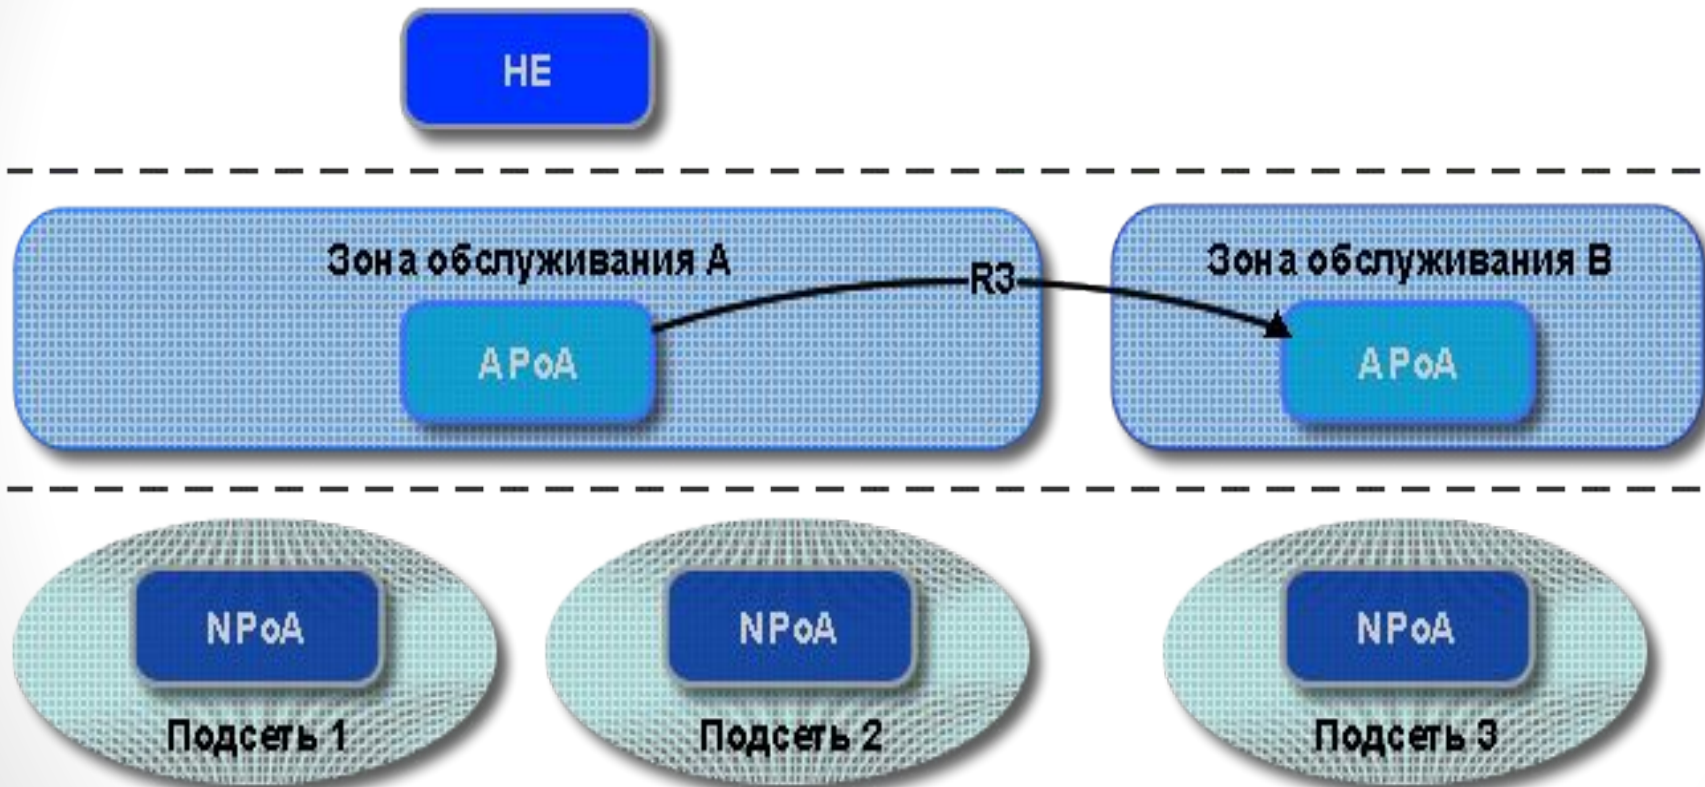 HE
Зона обслуживания А
Зона обслуживания В
R3
APoA
APoA
NPoA
NPoA
NPoA
Подсеть 1
Подсеть 2
Подсеть 3